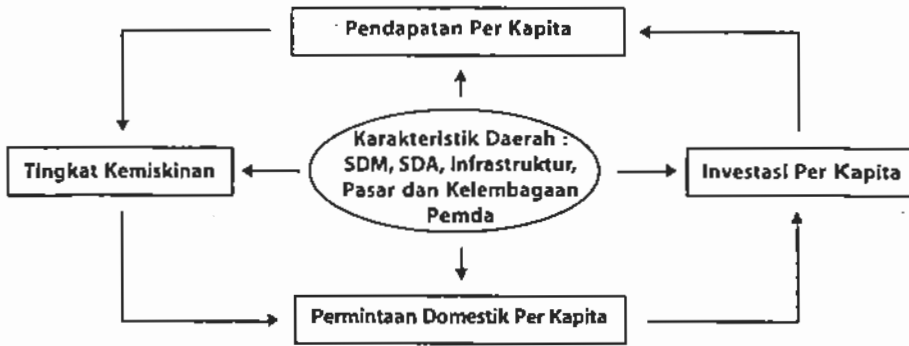 Pendapatan Per Kapita
Karakteristik Daerah :
SDM, SDA, Infrastruktur,
Pasar dan Kelembagaan
Pemda
Tingkat Kemiskinan
Investasi Per Kapita
Permintaan Domestik Per Kapita